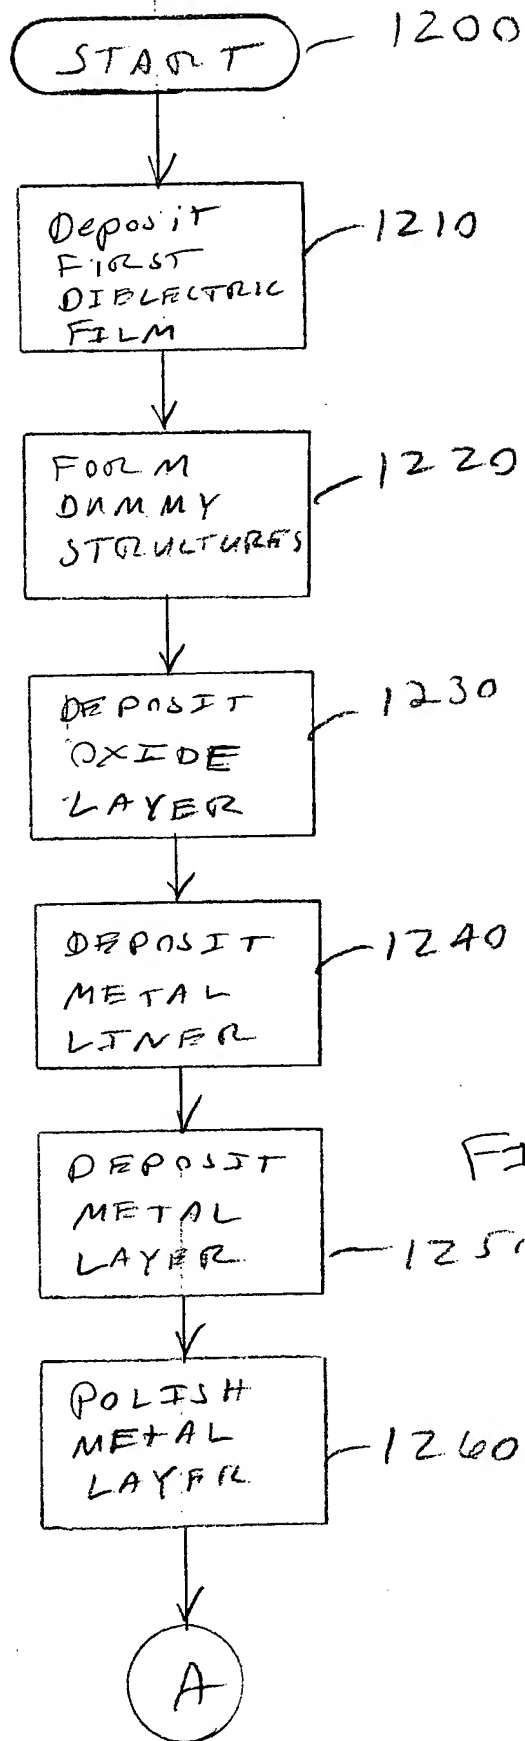 START
1200
Deposit
FIRST
DIELECTRIC
FILM
1210
FORM
DUMMY
STRUCTURES
1220
DEPOSIT
OXIDE
LAYER
1230
DEPOSIT
METAL
LINER
1240
DEPOSIT
METAL
LAYER
POLISH
METAL
LAYER
1260
A